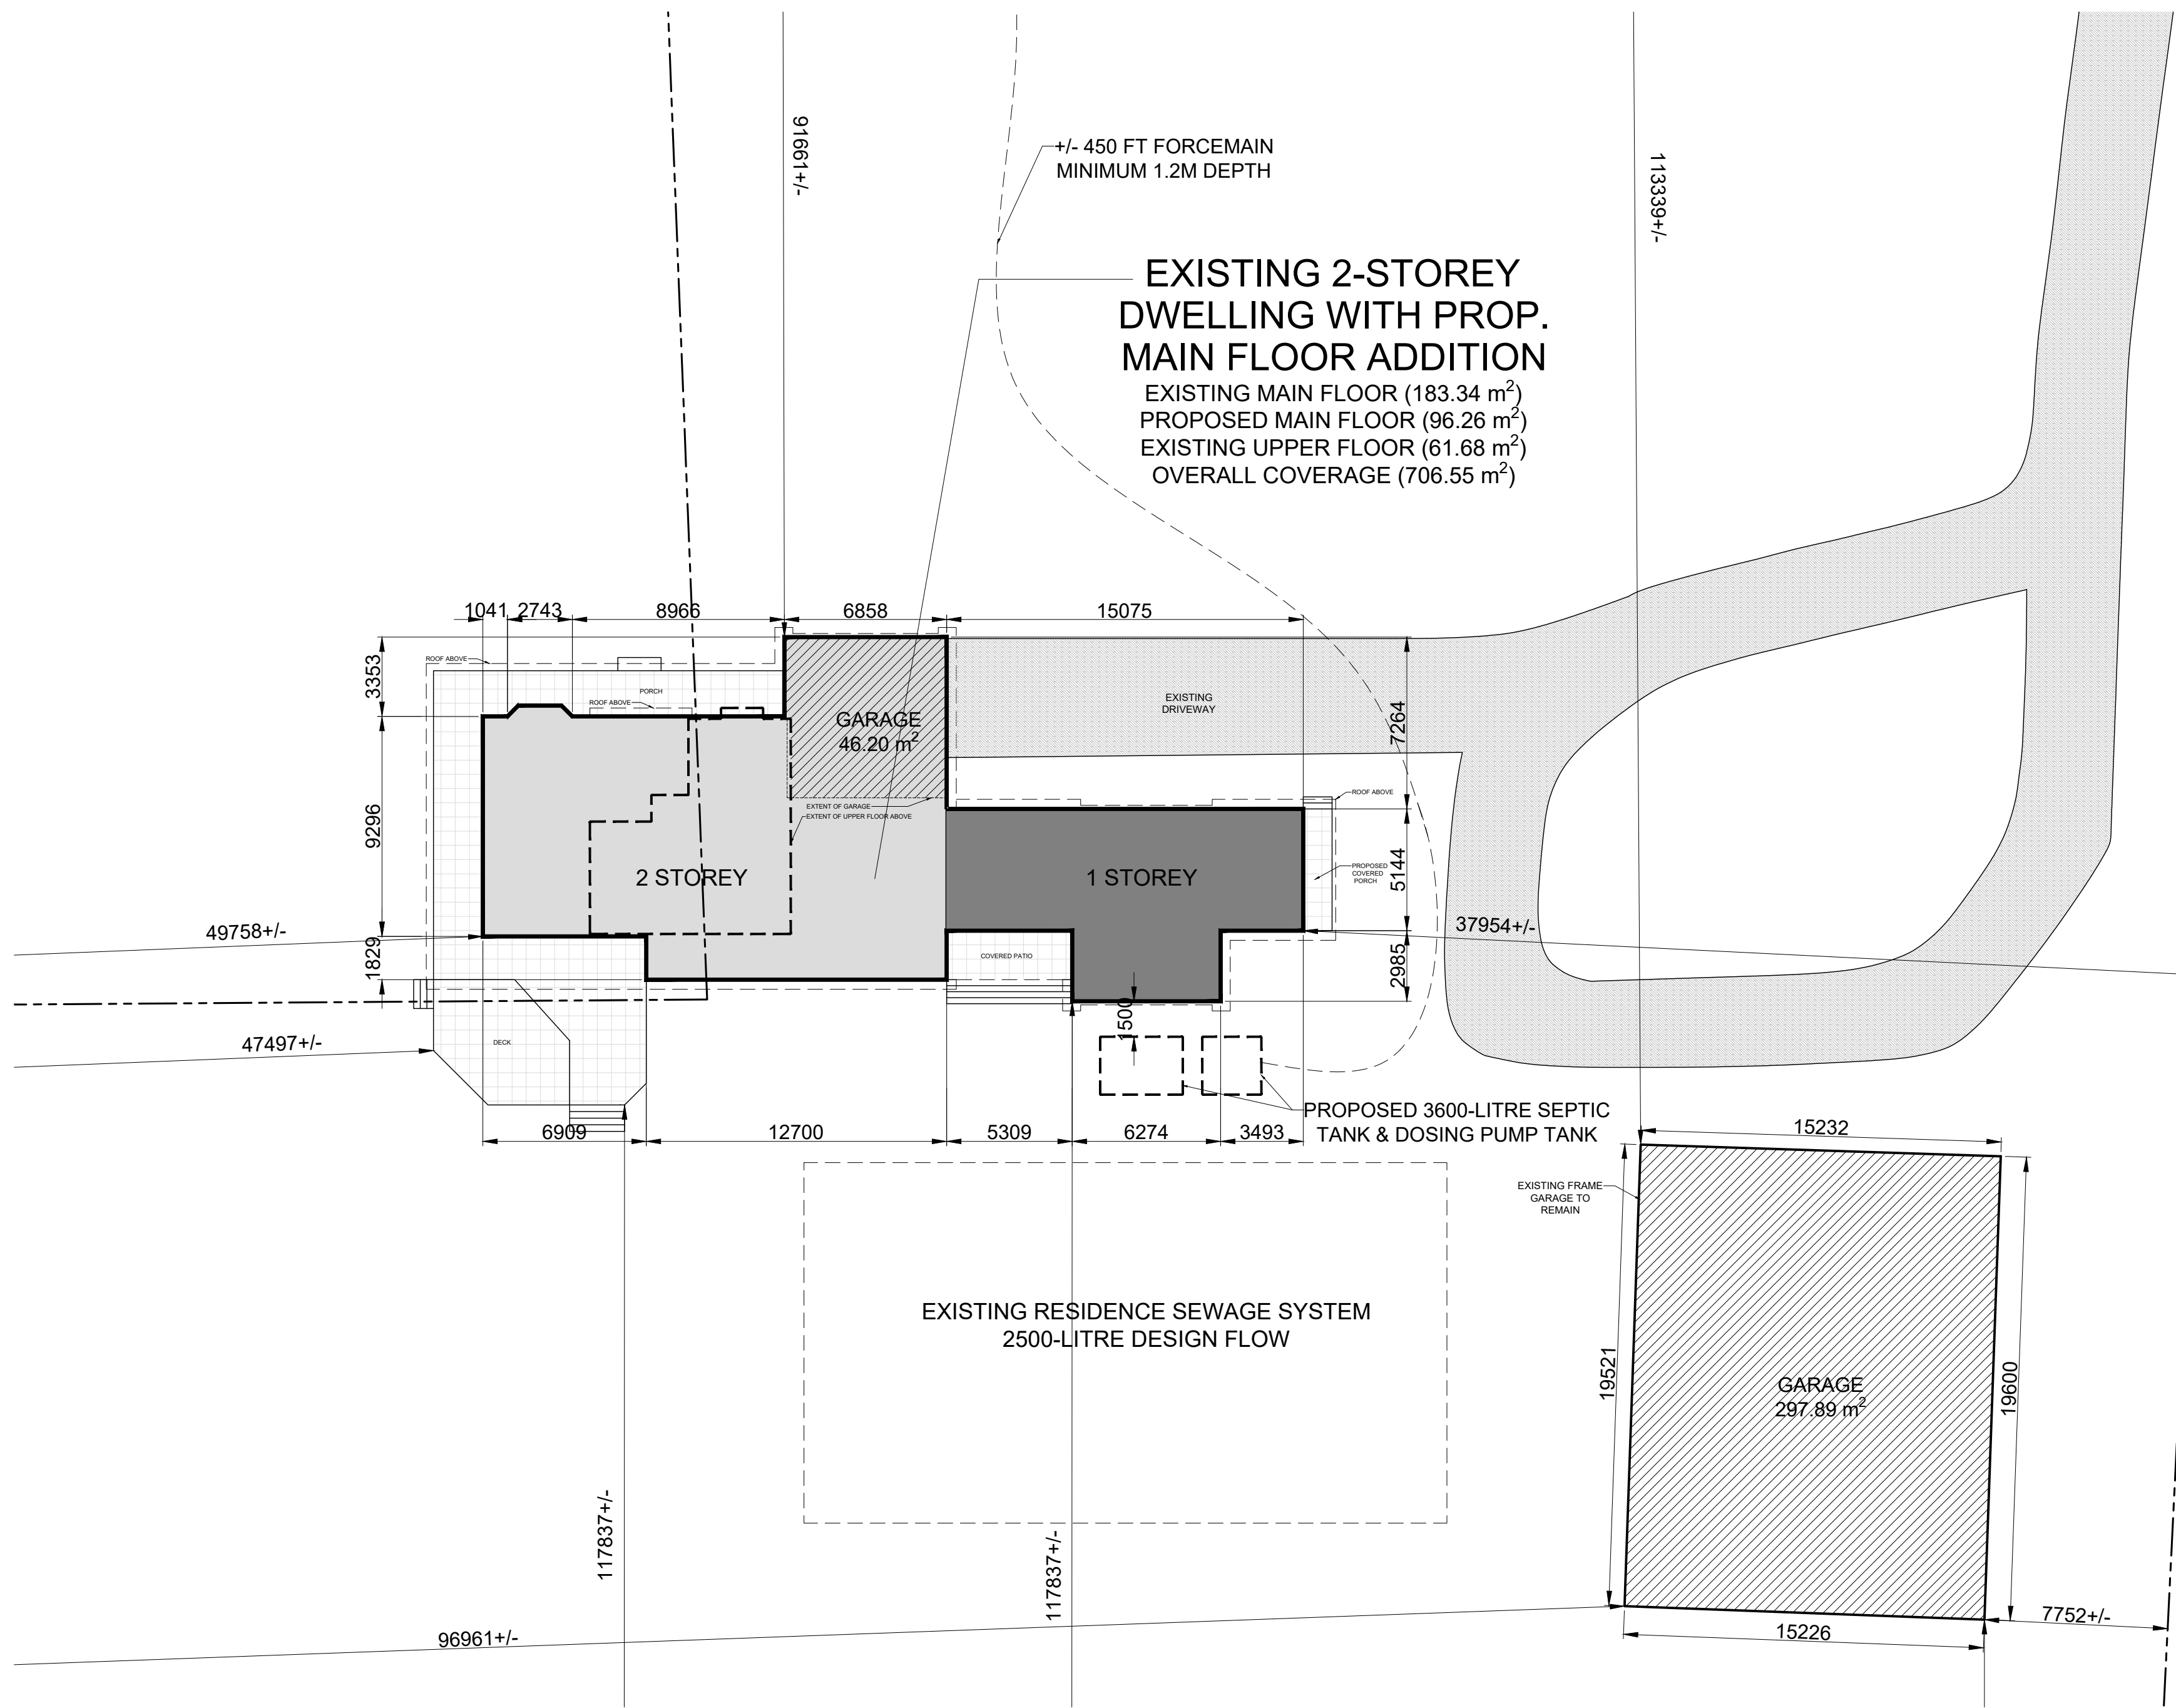 91661+/-
113339+/-
+/- 450 FT FORCEMAIN
MINIMUM 1.2M DEPTH
EXISTING 2-STOREY
DWELLING WITH PROP.
MAIN FLOOR ADDITION
EXISTING MAIN FLOOR (183.34 m²)
PROPOSED MAIN FLOOR (96.26 m²)
EXISTING UPPER FLOOR (61.68 m²)
OVERALL COVERAGE (706.55 m²)
1041
2743
8966
6858
15075
3353
ROOF ABOVE
PORCH
ROOF ABOVE
GARAGE
46.20 m²
EXISTING
DRIVEWAY
7264
9296
EXTENT OF GARAGE
EXTENT OF UPPER FLOOR ABOVE
ROOF ABOVE
2 STOREY
1 STOREY
PROPOSED
COVERED
PORCH
5144
49758+/-
37954+/-
1829
COVERED PATIO
2985
1500
47497+/-
DECK
PROPOSED 3600-LITRE SEPTIC
TANK & DOSING PUMP TANK
6909
12700
5309
6274
3493
15232
EXISTING FRAME
GARAGE TO
REMAIN
EXISTING RESIDENCE SEWAGE SYSTEM
2500-LITRE DESIGN FLOW
19521
GARAGE
297.89 m²
19600
117837+/-
117837+/-
96961+/-
15226
7752+/-